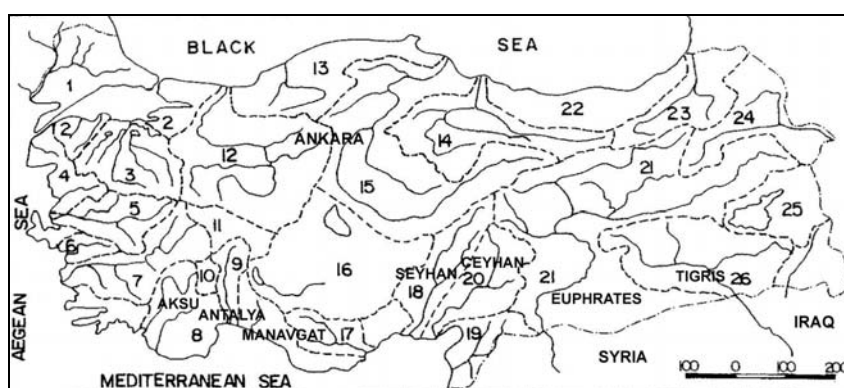 BLACK SEA
13
1
22
23
24
2
12
2
ANKARA
14
12
21
4
3
15
5
25
11
6
9
16
SEYHAN
CEYHAN
7
10
18
20
21
TIGRIS
26
AKSU
EUPHRATES
ANTALYA
8
MANAVGAT
17
19
IRAQ
SYRIA
AEGEAN SEA
MEDITERRANEAN SEA
100 0 100 200